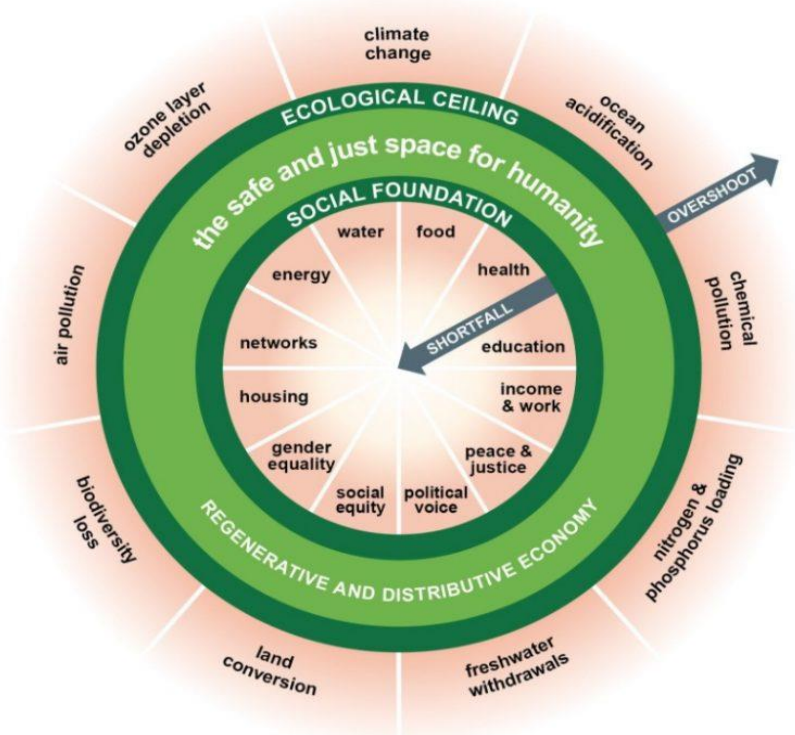 climate
change
ozone layer
depletion
ocean
acidification
ECOLOGICAL CEILING
the safe and just space for humanity
OVERSHOOT
SOCIAL FOUNDATION
water
food
energy
health
SHORTFALL
air pollution
chemical
pollution
networks
education
housing
income
& work
gender
equality
peace &
justice
social
equity
political
voice
biodiversity
loss
nitrogen &
phosphorus loading
REGENERATIVE AND DISTRIBUTIVE ECONOMY
land
conversion
freshwater
withdrawals